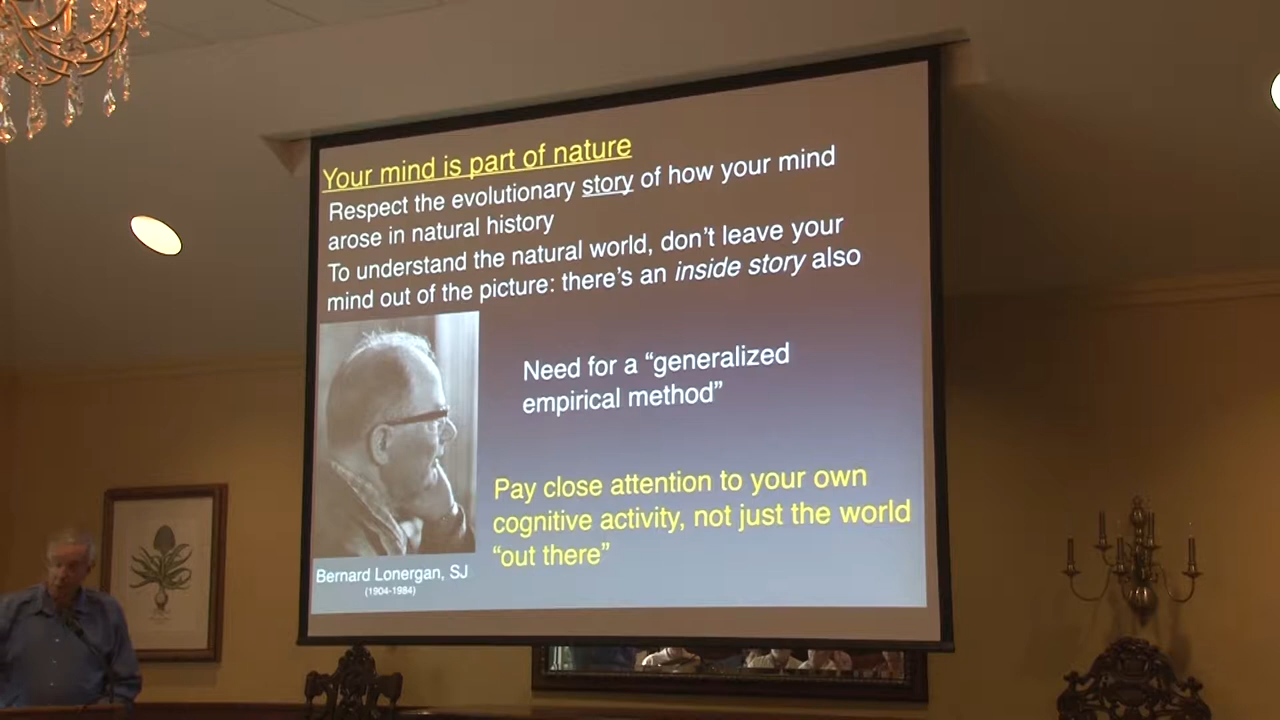 Your mind is part of nature
Respect the evolutionary story of how your mind
arose in natural history
To understand the natural world, don’t leave your
mind out of the picture: there’s an inside story also
Need for a “generalized
empirical method”
Pay close attention to your own
cognitive activity, not just the world
“out there”
Bernard Lonergan, SJ
(1904-1984)